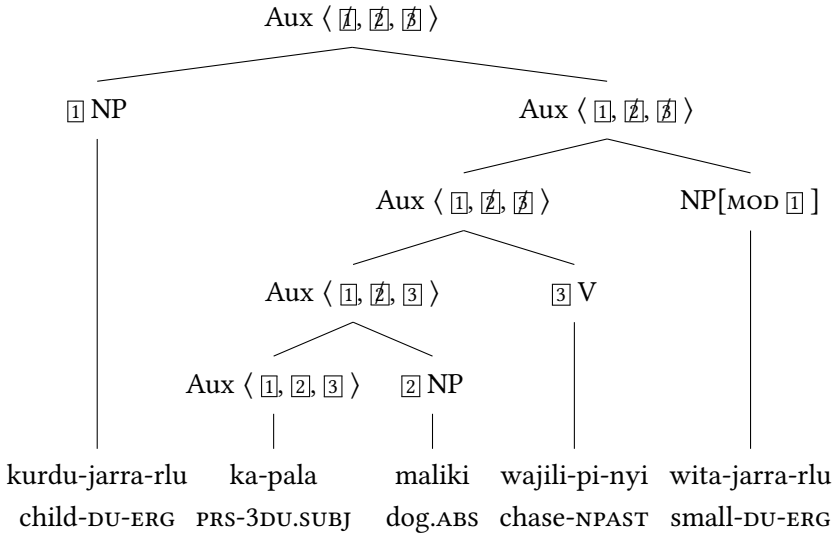 Aux ⟨ 1̸, 2̸, 3̸ ⟩
1 NP Aux ⟨ 1, 2̸, 3̸ ⟩
Aux ⟨ 1, 2̸, 3̸ ⟩ NP[MOD 1 ]
Aux ⟨ 1, 2̸, 3 ⟩ 3 V
Aux ⟨ 1, 2, 3 ⟩ 2 NP
kurdu-jarra-rlu ka-pala maliki wajili-pi-nyi wita-jarra-rlu
child-DU-ERG PRS-3DU.SUBJ dog.ABS chase-NPAST small-DU-ERG